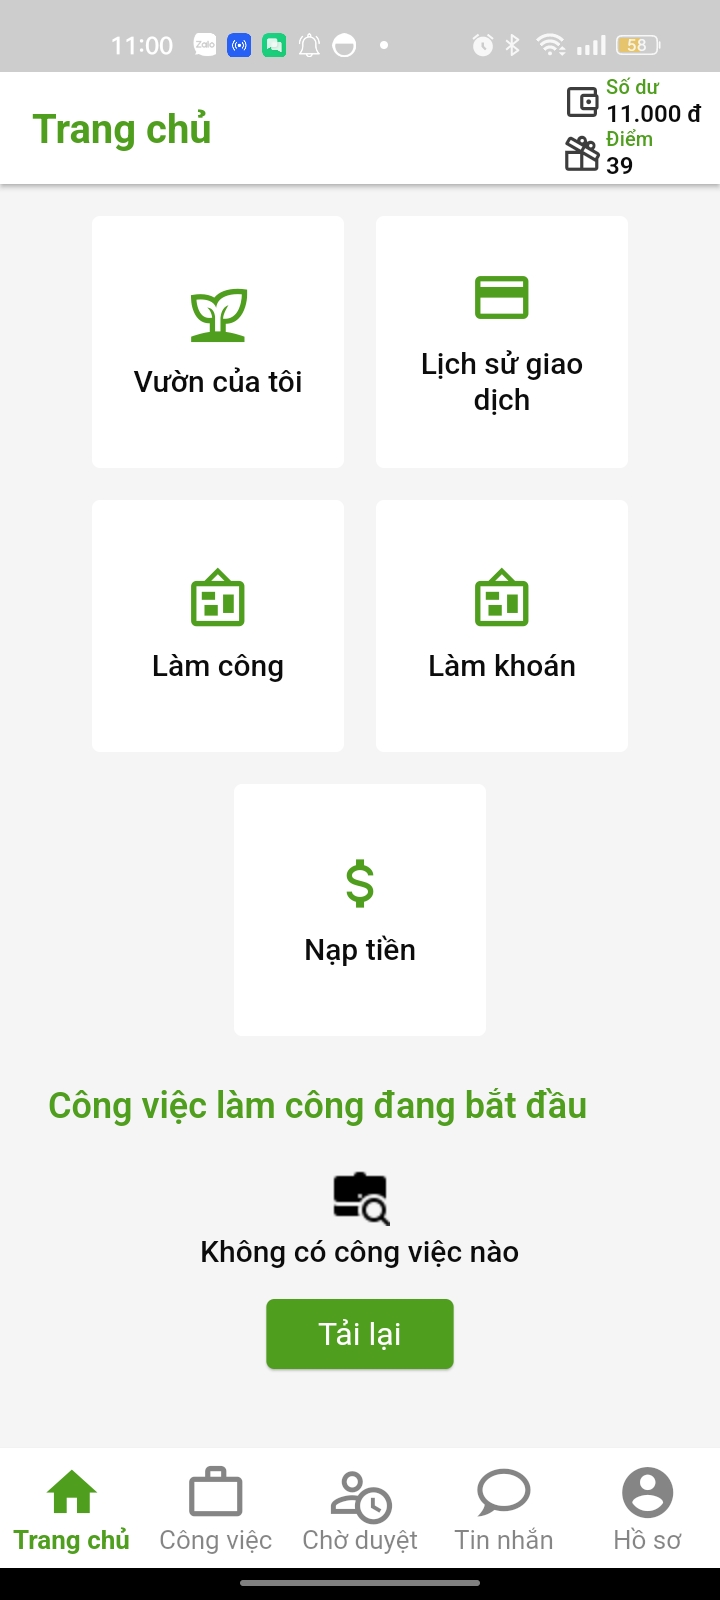 11:00
Zalo
58
Trang chủ
Số dư
11.000 đ
Điểm
39
Vườn của tôi
Lịch sử giao
dịch
Làm công
Làm khoán
Nạp tiền
Công việc làm công đang bắt đầu
Không có công việc nào
Tải lại
Trang chủ
Công việc
Chờ duyệt
Tin nhắn
Hồ sơ